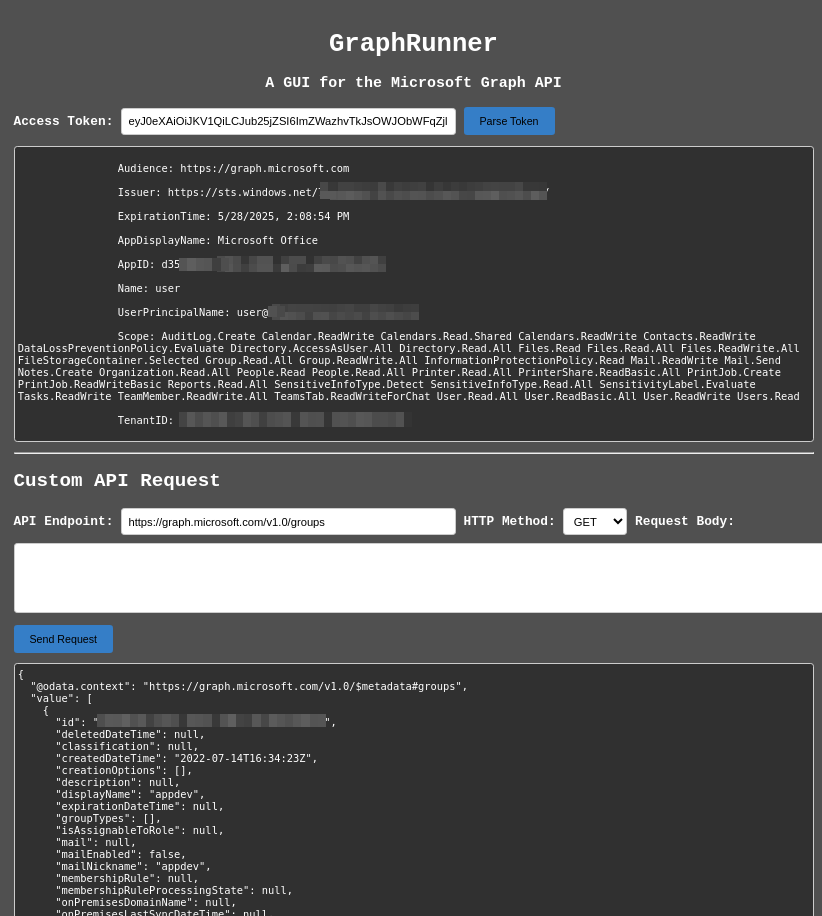 GraphRunner
A GUI for the Microsoft Graph API
Access Token: eyJ0eXAiOiJKV1QiLCJub25jZSI6ImZWazhvTkJsOWJObWFqZjl Parse Token
Audience: https://graph.microsoft.com
Issuer: https://sts.windows.net/
ExpirationTime: 5/28/2025, 2:08:54 PM
AppDisplayName: Microsoft Office
AppID: d35
Name: user
UserPrincipalName: user@
Scope: AuditLog.Create Calendar.ReadWrite Calendars.Read.Shared Calendars.ReadWrite Contacts.ReadWrite
DataLossPreventionPolicy.Evaluate Directory.AccessAsUser.All Directory.Read.All Files.Read Files.Read.All Files.ReadWrite.All
FileStorageContainer.Selected Group.Read.All Group.ReadWrite.All InformationProtectionPolicy.Read Mail.ReadWrite Mail.Send
Notes.Create Organization.Read.All People.Read People.Read.All Printer.Read.All PrinterShare.ReadBasic.All PrintJob.Create
PrintJob.ReadWriteBasic Reports.Read.All SensitiveInfoType.Detect SensitiveInfoType.Read.All SensitivityLabel.Evaluate
Tasks.ReadWrite TeamMember.ReadWrite.All TeamsTab.ReadWriteForChat User.Read.All User.ReadBasic.All User.ReadWrite Users.Read
TenantID:
Custom API Request
API Endpoint: https://graph.microsoft.com/v1.0/groups HTTP Method: GET Request Body:
Send Request
{
"@odata.context": "https://graph.microsoft.com/v1.0/$metadata#groups",
"value": [
{
"id": "",
"deletedDateTime": null,
"classification": null,
"createdDateTime": "2022-07-14T16:34:23Z",
"creationOptions": [],
"description": null,
"displayName": "appdev",
"expirationDateTime": null,
"groupTypes": [],
"isAssignableToRole": null,
"mail": null,
"mailEnabled": false,
"mailNickname": "appdev",
"membershipRule": null,
"membershipRuleProcessingState": null,
"onPremisesDomainName": null,
"onPremisesLastSyncDateTime": null